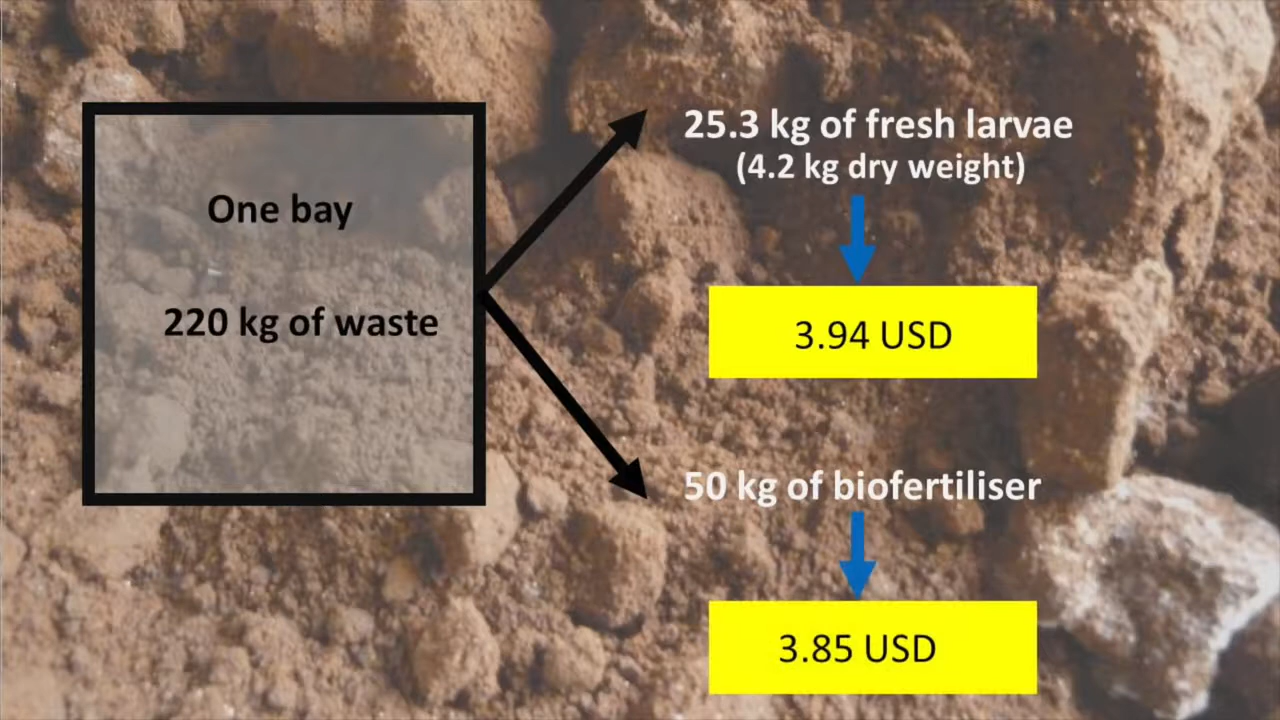 One bay
220 kg of waste
25.3 kg of fresh larvae
(4.2 kg dry weight)
3.94 USD
50 kg of biofertiliser
3.85 USD